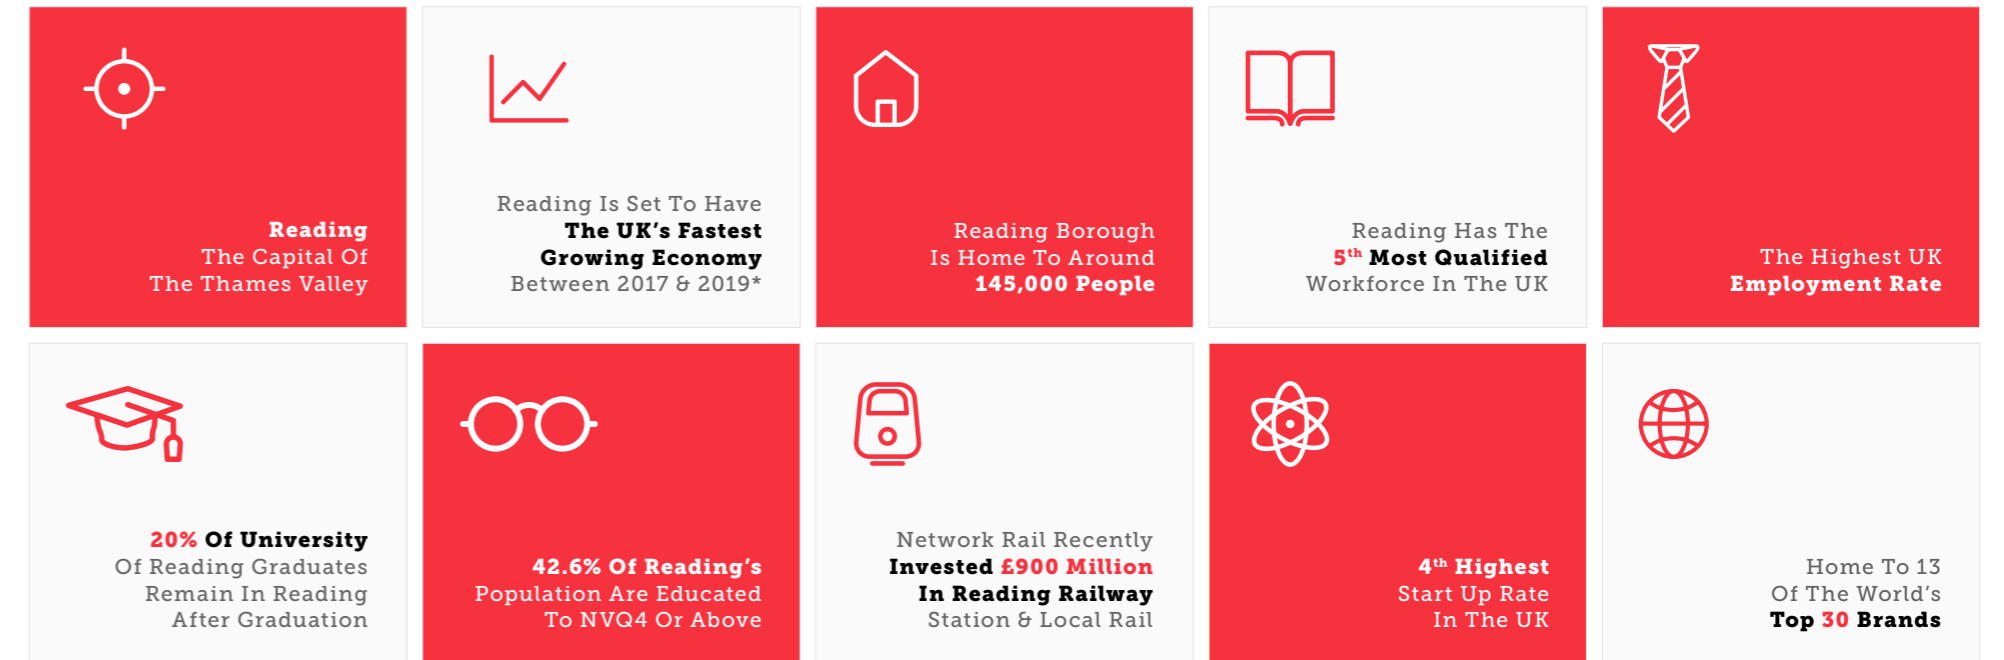 Reading
The Capital Of
The Thames Valley
Reading Is Set To Have
The UK's Fastest
Growing Economy
Between 2017 & 2019*
Reading Borough
Is Home To Around
145,000 People
Reading Has The
5th Most Qualified
Workforce In The UK
The Highest UK
Employment Rate
20% Of University
Of Reading Graduates
Remain In Reading
After Graduation
42.6% Of Reading's
Population Are Educated
To NVQ4 Or Above
Network Rail Recently
Invested £900 Million
In Reading Railway
Station & Local Rail
4th Highest
Start Up Rate
In The UK
Home To 13
Of The World's
Top 30 Brands